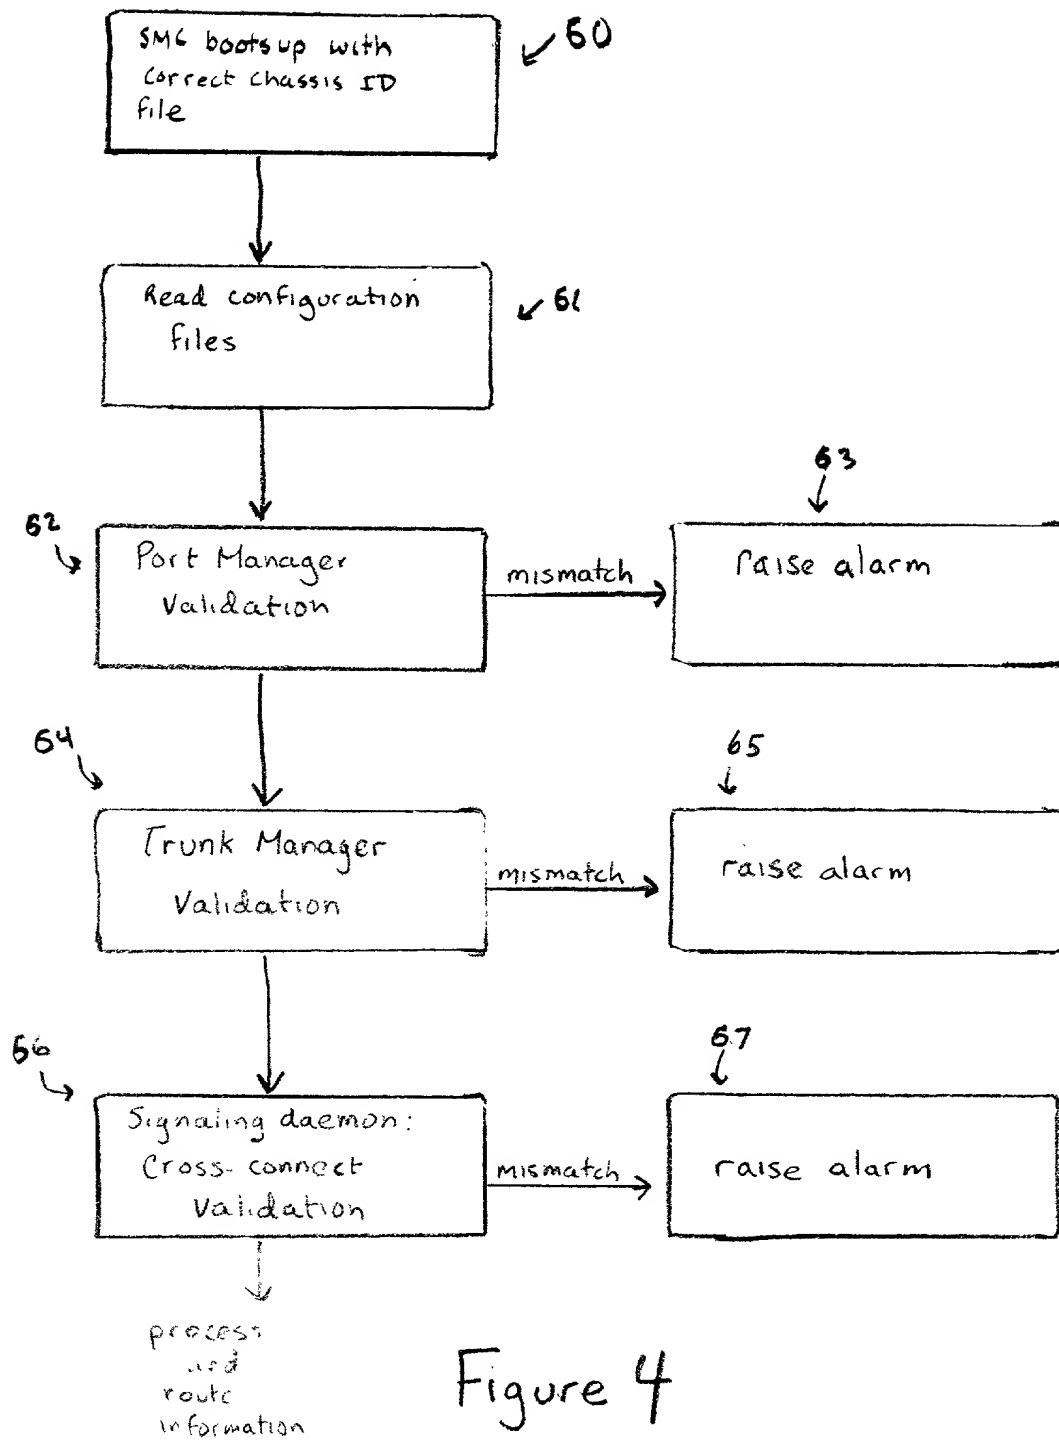 SMC bootsup with
Correct Chassis ID
file
60
Read configuration
files
61
62
Port Manager
Validation
mismatch
63
raise alarm
64
Trunk Manager
Validation
mismatch
65
raise alarm
66
Signaling daemon:
Cross-connect
Validation
mismatch
67
raise alarm
process
and
route
information
Figure 4